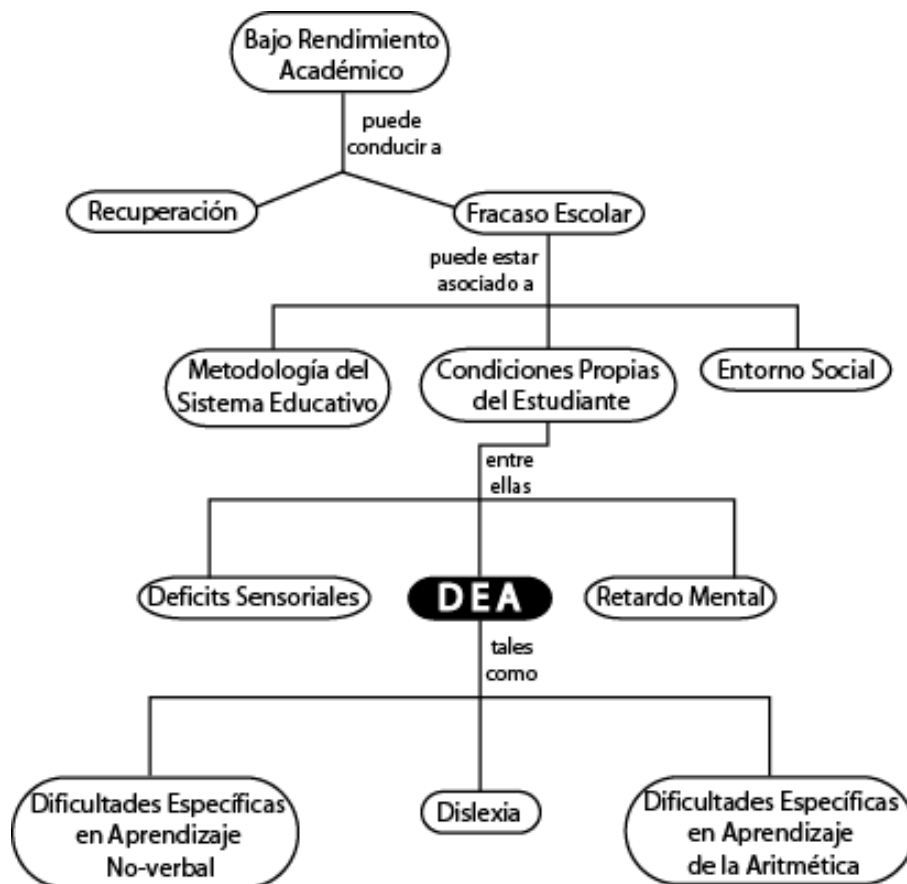 Bajo Rendimiento
Académico
puede
conducir a
Recuperación
Fracaso Escolar
puede estar
asociado a
Metodología del
Sistema Educativo
Condiciones Propias
del Estudiante
Entorno Social
entre
ellas
Deficits Sensoriales
DEA
Retardo Mental
tales
como
Dificultades Específicas
en Aprendizaje
No-verbal
Dislexia
Dificultades Específicas
en Aprendizaje
de la Aritmética